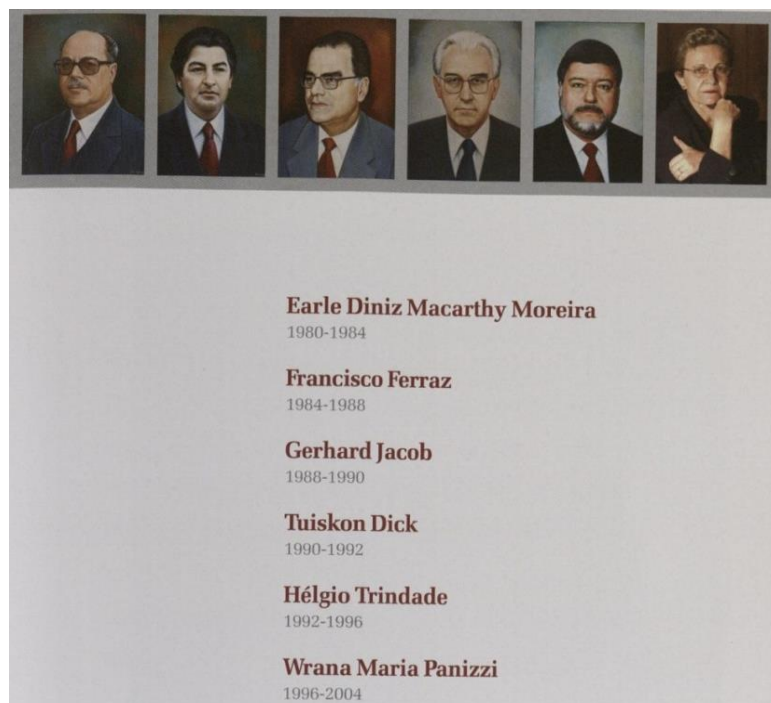 Earle Diniz Macarthy Moreira
1980-1984
Francisco Ferraz
1984-1988
Gerhard Jacob
1988-1990
Tuiskon Dick
1990-1992
Hélgio Trindade
1992-1996
Wrana Maria Panizzi
1996-2004